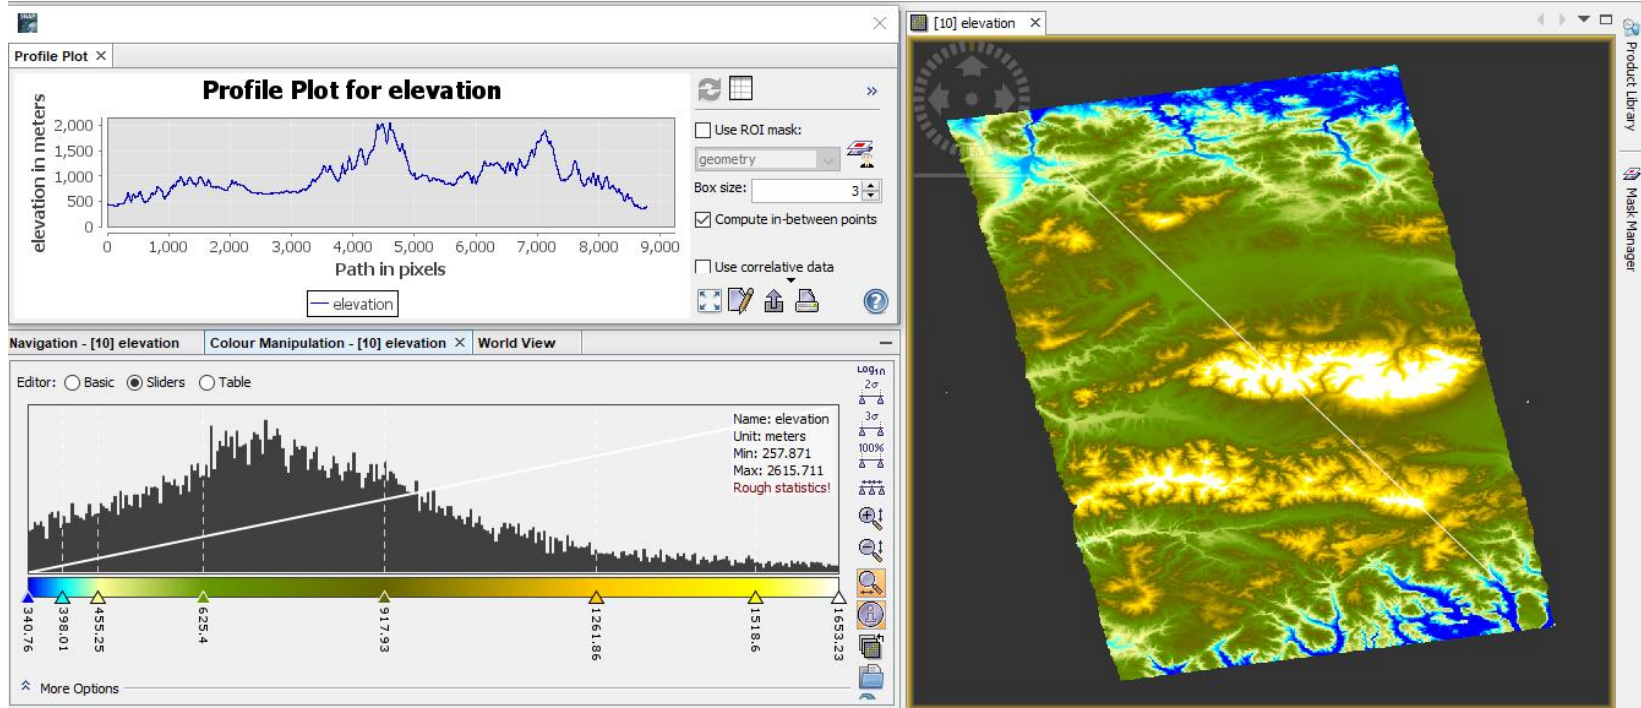 SNAP
Profile Plot
Profile Plot for elevation
elevation in meters
2,000
1,500
1,000
500
0
0 1,000 2,000 3,000 4,000 5,000 6,000 7,000 8,000 9,000
Path in pixels
elevation
Use ROI mask:
geometry
Box size: 3
Compute in-between points
Use correlative data
Navigation - [10] elevation Colour Manipulation - [10] elevation World View
Editor: Basic Sliders Table
Name: elevation
Unit: meters
Min: 257.871
Max: 2615.711
Rough statistics!
340.76 398.01 455.25 625.4 917.93 1261.86 1518.6 1653.23
More Options
Log10
2σ
3σ
100%
[10] elevation
Product Library
Mask Manager